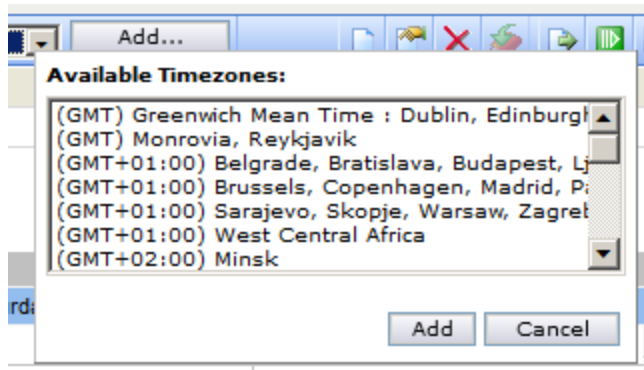 Add...
Available Timezones:
(GMT) Greenwich Mean Time : Dublin, Edinburgh
(GMT) Monrovia, Reykjavik
(GMT+01:00) Belgrade, Bratislava, Budapest, Lj
(GMT+01:00) Brussels, Copenhagen, Madrid, Pa
(GMT+01:00) Sarajevo, Skopje, Warsaw, Zagreb
(GMT+01:00) West Central Africa
(GMT+02:00) Minsk
Add Cancel